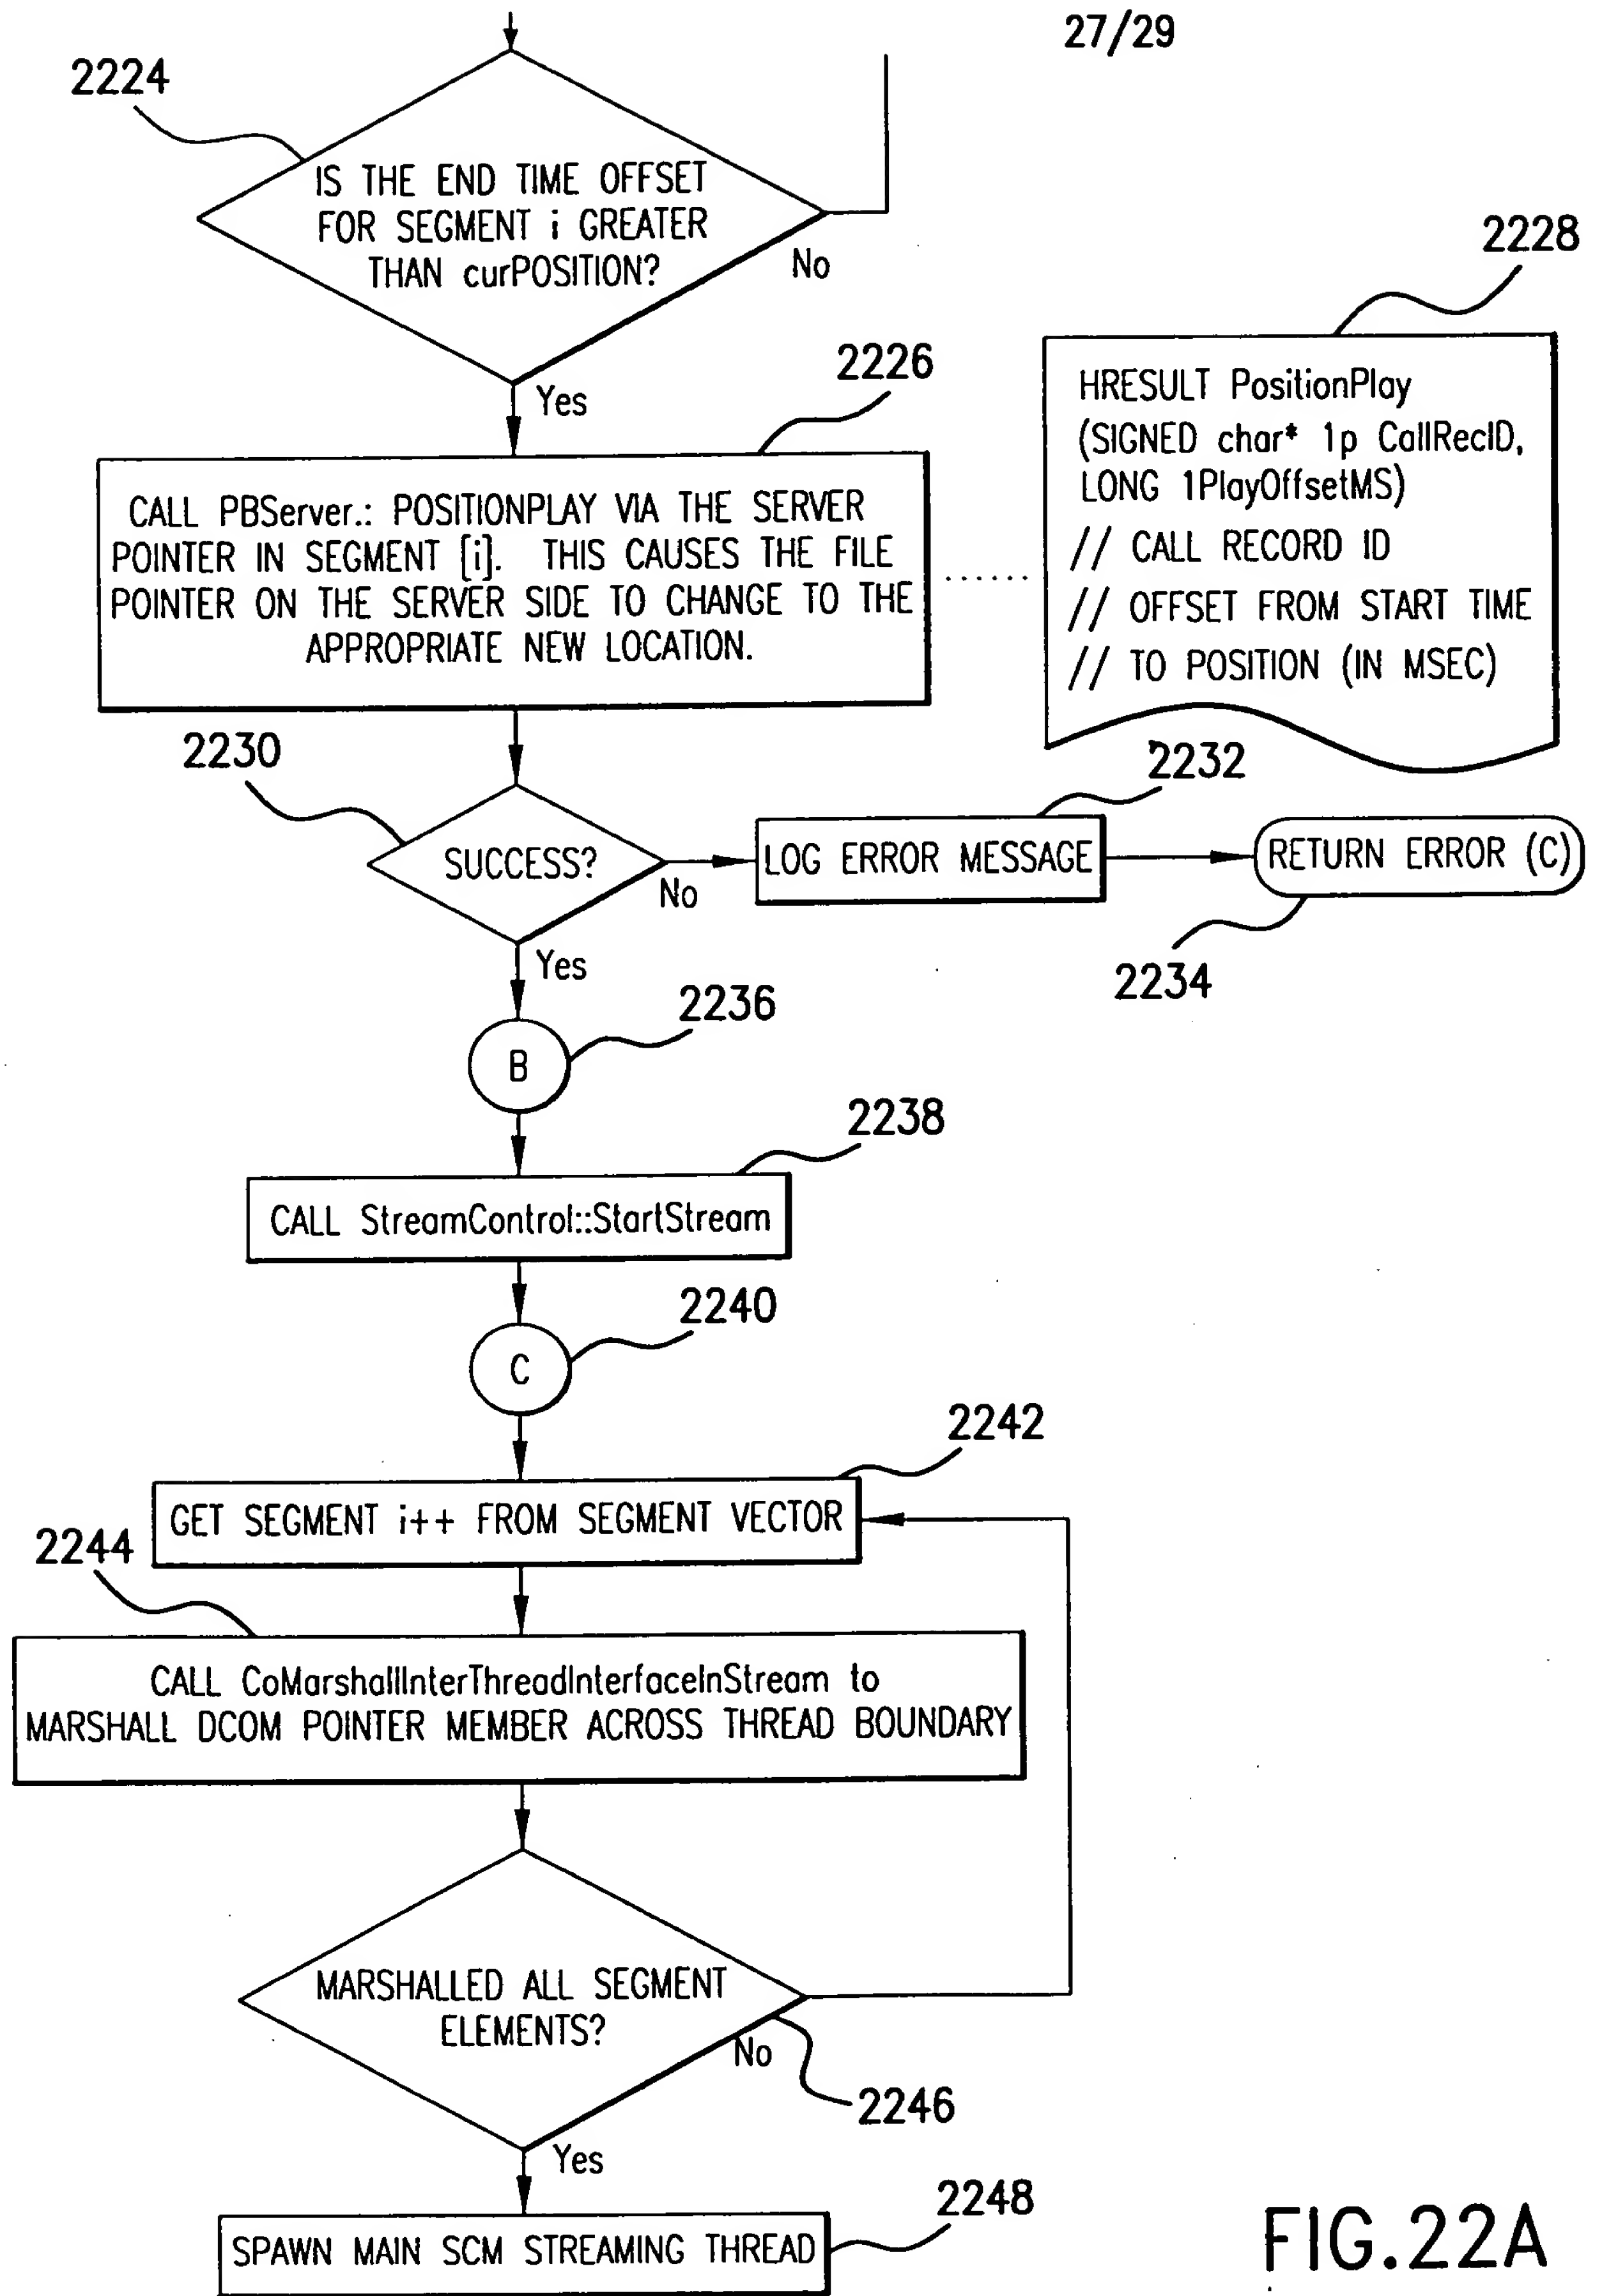 27/29
2224
IS THE END TIME OFFSET
FOR SEGMENT i GREATER
THAN curPOSITION?
No
Yes
2226
CALL PBServer.: POSITIONPLAY VIA THE SERVER
POINTER IN SEGMENT [i]. THIS CAUSES THE FILE
POINTER ON THE SERVER SIDE TO CHANGE TO THE
APPROPRIATE NEW LOCATION.
2228
HRESULT PositionPlay
(SIGNED char* 1p CallRecID,
LONG 1PlayOffsetMS)
// CALL RECORD ID
// OFFSET FROM START TIME
// TO POSITION (IN MSEC)
2230
SUCCESS?
No
Yes
2232
LOG ERROR MESSAGE
RETURN ERROR (C)
2234
B
2236
2238
CALL StreamControl::StartStream
2240
C
2242
GET SEGMENT i++ FROM SEGMENT VECTOR
2244
CALL CoMarshallInterThreadInterfaceInStream to
MARSHALL DCOM POINTER MEMBER ACROSS THREAD BOUNDARY
MARSHALLED ALL SEGMENT
ELEMENTS?
No
2246
Yes
2248
SPAWN MAIN SCM STREAMING THREAD
FIG.22A